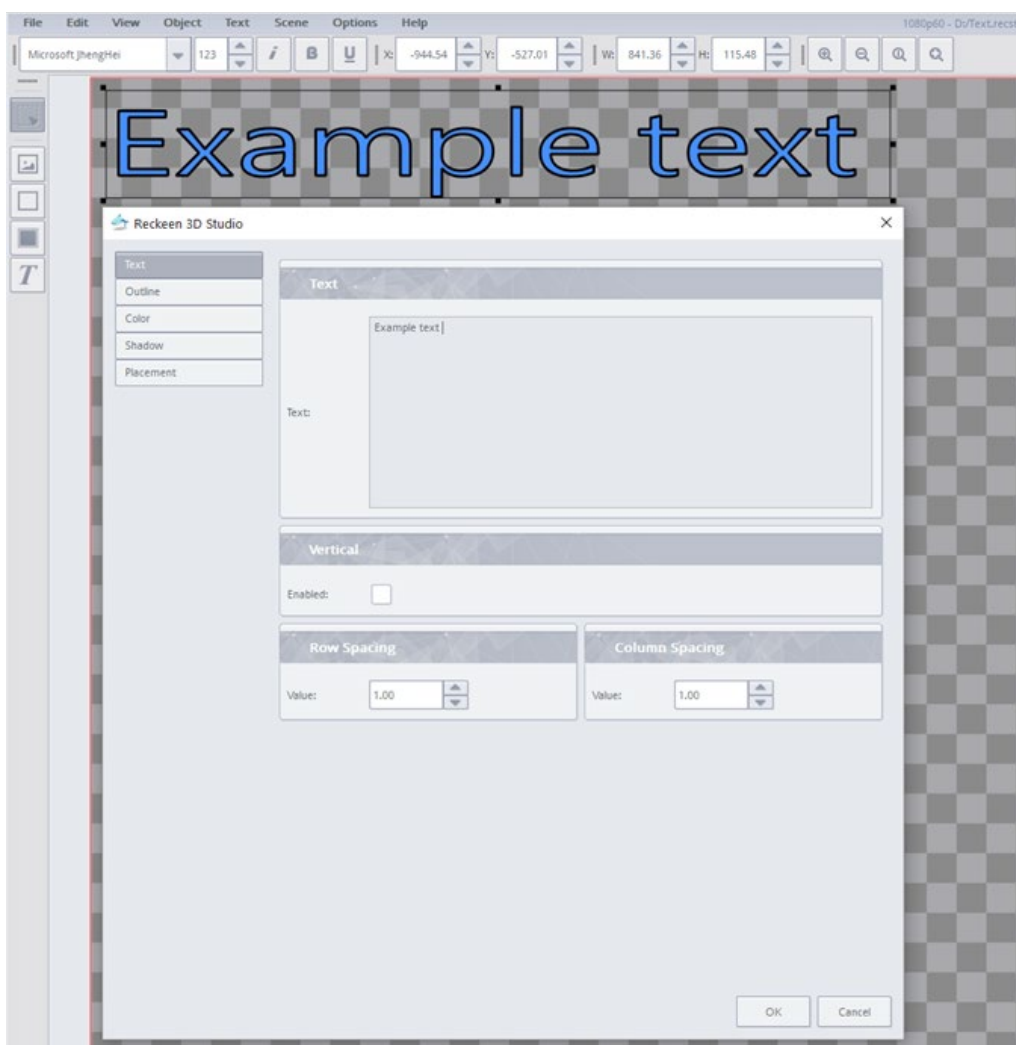 File Edit View Object Text Scene Options Help 1080p60 - D:/Text.recst
Microsoft JhengHei 123 i B U X: -944.54 Y: -527.01 W: 841.36 H: 115.48
T
Example text
Reckeen 3D Studio
Text
Outline
Color
Shadow
Placement
Text
Example text
Text:
Vertical
Enabled:
Row Spacing Column Spacing
Value: 1.00 Value: 1.00
OK Cancel